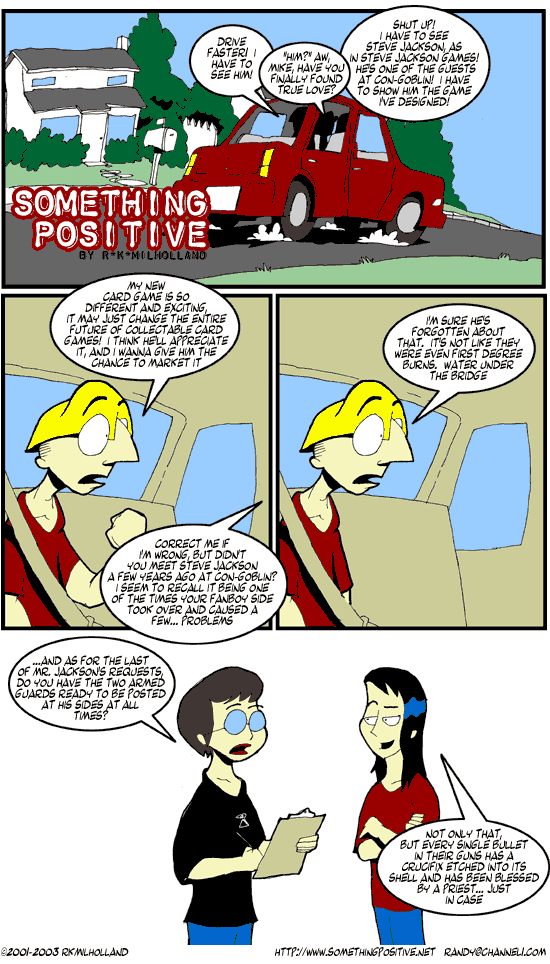 DRIVE
FASTER! I
HAVE TO
SEE HIM!
"HIM?" AW,
MIKE, HAVE YOU
FINALLY FOUND
TRUE LOVE?
SHUT UP!
I HAVE TO SEE
STEVE JACKSON, AS
IN STEVE JACKSON GAMES!
HE'S ONE OF THE GUESTS
AT CON-GOBLIN! I HAVE
TO SHOW HIM THE GAME
I'VE DESIGNED!
SOMETHING
POSITIVE
BY R*K*MILHOLLAND
MY NEW
CARD GAME IS SO
DIFFERENT AND EXCITING,
IT MAY JUST CHANGE THE ENTIRE
FUTURE OF COLLECTABLE CARD
GAMES! I THINK HE'LL APPRECIATE
IT, AND I WANNA GIVE HIM THE
CHANCE TO MARKET IT
CORRECT ME IF
I'M WRONG, BUT DIDN'T
YOU MEET STEVE JACKSON
A FEW YEARS AGO AT CON-GOBLIN?
I SEEM TO RECALL IT BEING ONE
OF THE TIMES YOUR FANBOY SIDE
TOOK OVER AND CAUSED A
FEW... PROBLEMS
I'M SURE HE'S
FORGOTTEN ABOUT
THAT. IT'S NOT LIKE THEY
WERE EVEN FIRST DEGREE
BURNS. WATER UNDER
THE BRIDGE
...AND AS FOR THE LAST
OF MR. JACKSON'S REQUESTS,
DO YOU HAVE THE TWO ARMED
GUARDS READY TO BE POSTED
AT HIS SIDES AT ALL
TIMES?
NOT ONLY THAT,
BUT EVERY SINGLE BULLET
IN THEIR GUNS HAS A
CRUCIFIX ETCHED INTO ITS
SHELL AND HAS BEEN BLESSED
BY A PRIEST... JUST
IN CASE
©2001-2003 RKMILHOLLAND HTTP://WWW.SOMETHINGPOSITIVE.NET RANDY@CHANNEL1.COM